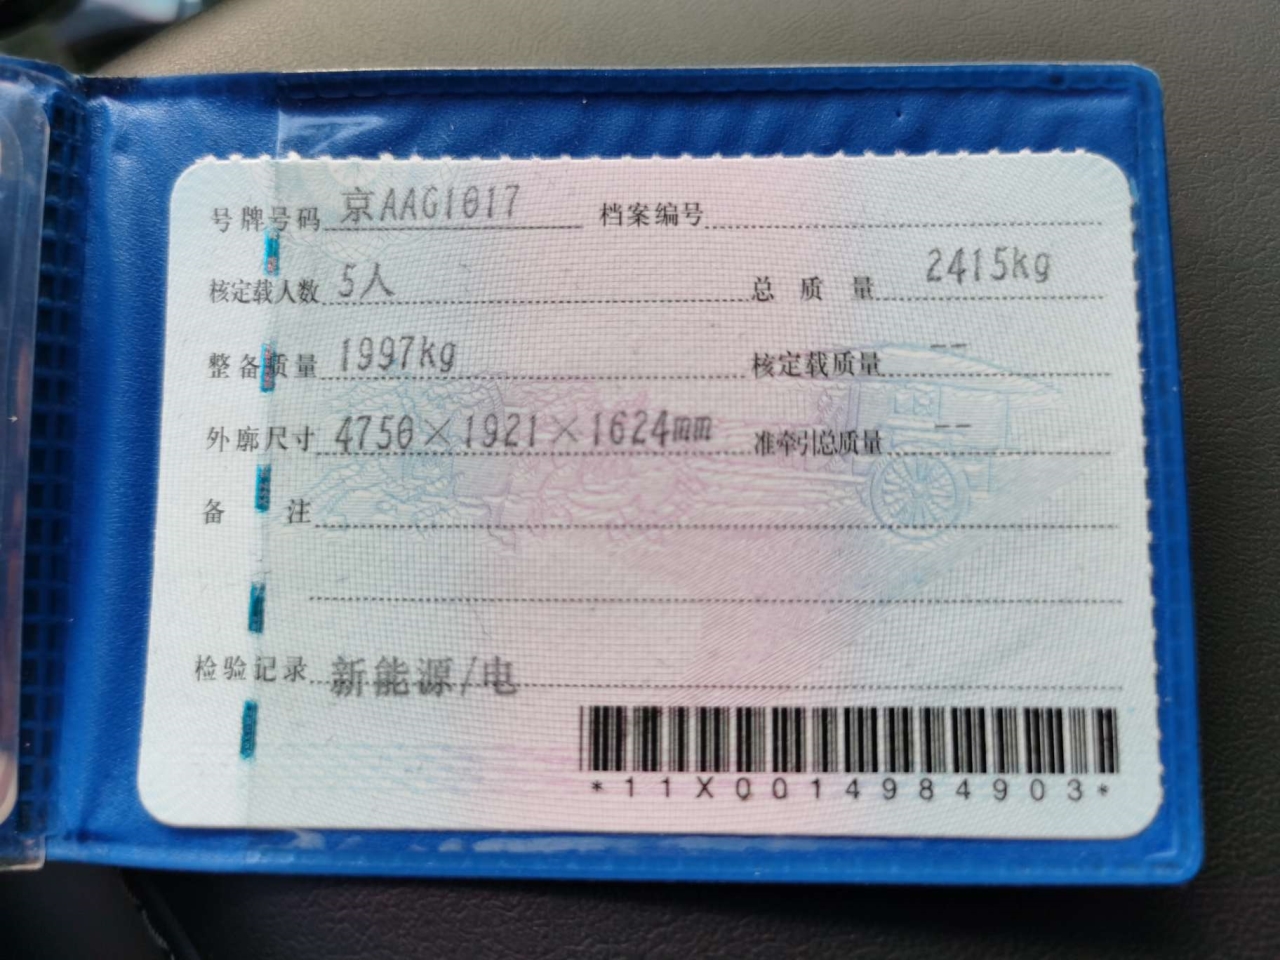 号牌号码 京AAG1017 档案编号
核定载人数 5人 总质量 2415kg
整备质量 1997kg 核定载质量 --
外廓尺寸 4750×1921×1624mm 准牵引总质量 --
备注
检验记录 新能源/电
*11X0014984903*